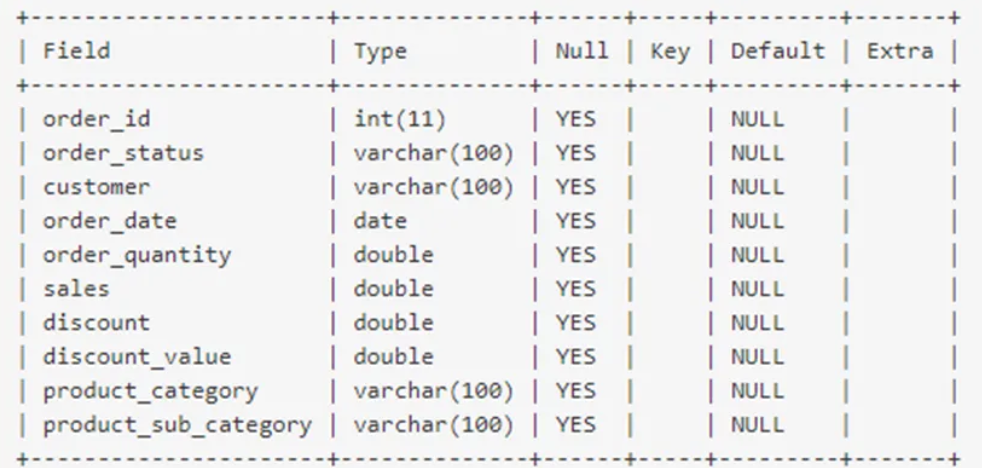 +-----------------------+--------------+------+-----+---------+-------+
| Field                 | Type         | Null | Key | Default | Extra |
+-----------------------+--------------+------+-----+---------+-------+
| order_id              | int(11)      | YES  |     | NULL    |       |
| order_status          | varchar(100) | YES  |     | NULL    |       |
| customer              | varchar(100) | YES  |     | NULL    |       |
| order_date            | date         | YES  |     | NULL    |       |
| order_quantity        | double       | YES  |     | NULL    |       |
| sales                 | double       | YES  |     | NULL    |       |
| discount              | double       | YES  |     | NULL    |       |
| discount_value        | double       | YES  |     | NULL    |       |
| product_category      | varchar(100) | YES  |     | NULL    |       |
| product_sub_category  | varchar(100) | YES  |     | NULL    |       |
+-----------------------+--------------+------+-----+---------+-------+